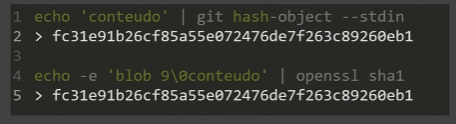 1 echo 'conteudo' | git hash-object --stdin
2 > fc31e91b26cf85a55e072476de7f263c89260eb1
3
4 echo -e 'blob 9\0conteudo' | openssl sha1
5 > fc31e91b26cf85a55e072476de7f263c89260eb1